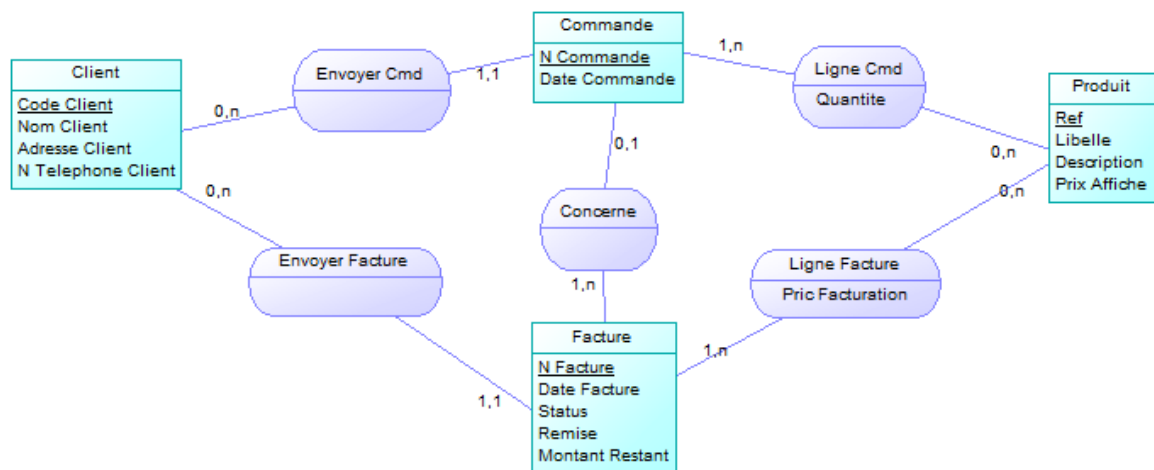 Commande
N Commande
Date Commande
Client
Code Client
Nom Client
Adresse Client
N Telephone Client
Envoyer Cmd
1,1
0,n
1,n
Ligne Cmd
Quantite
Produit
Ref
Libelle
Description
Prix Affiche
0,n
0,1
0,n
0,n
Concerne
Envoyer Facture
Ligne Facture
Pric Facturation
1,n
1,n
1,1
Facture
N Facture
Date Facture
Status
Remise
Montant Restant